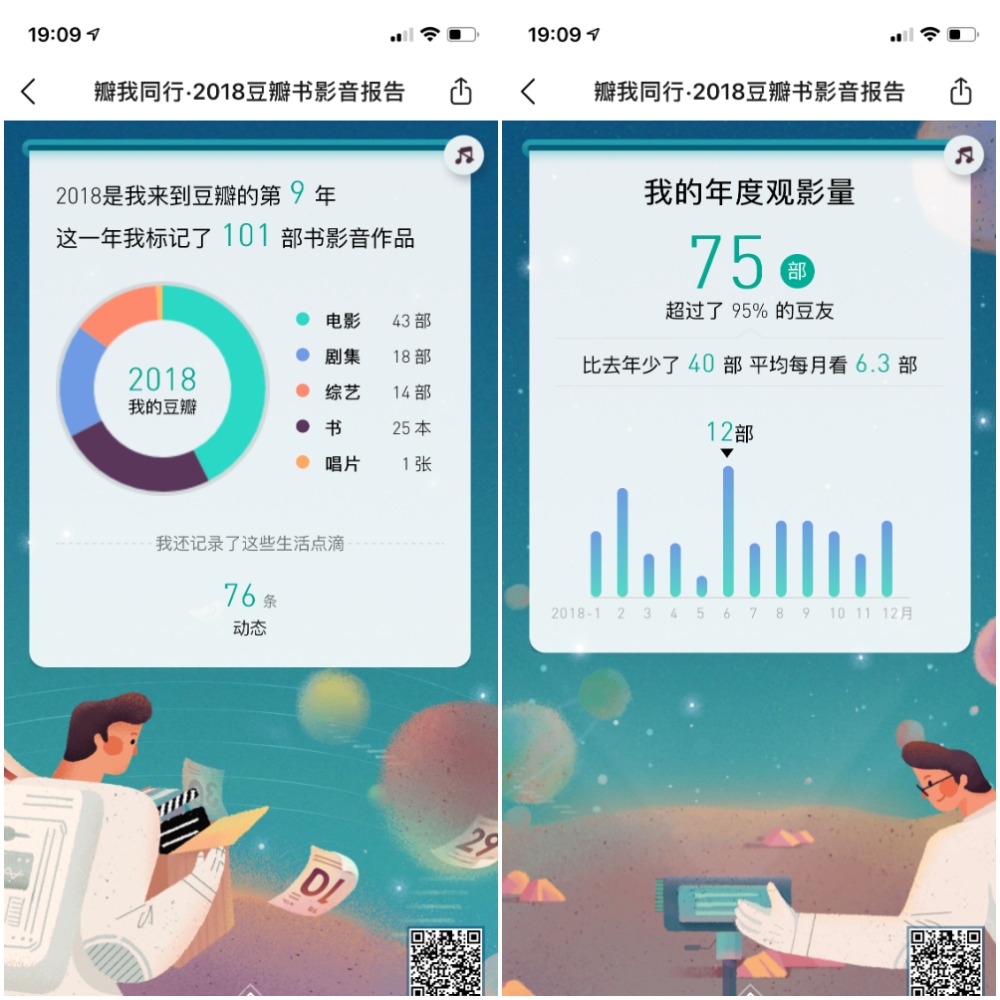 19:09
瓣我同行·2018豆瓣书影音报告
2018是我来到豆瓣的第 9 年
这一年我标记了 101 部书影音作品
2018
我的豆瓣
电影 43 部
剧集 18 部
综艺 14 部
书 25 本
唱片 1 张
我还记录了这些生活点滴
76 条
动态
29
19:09
瓣我同行·2018豆瓣书影音报告
我的年度观影量
75 部
超过了 95% 的豆友
比去年少了 40 部 平均每月看 6.3 部
12部
2018-1 2 3 4 5 6 7 8 9 10 11 12月